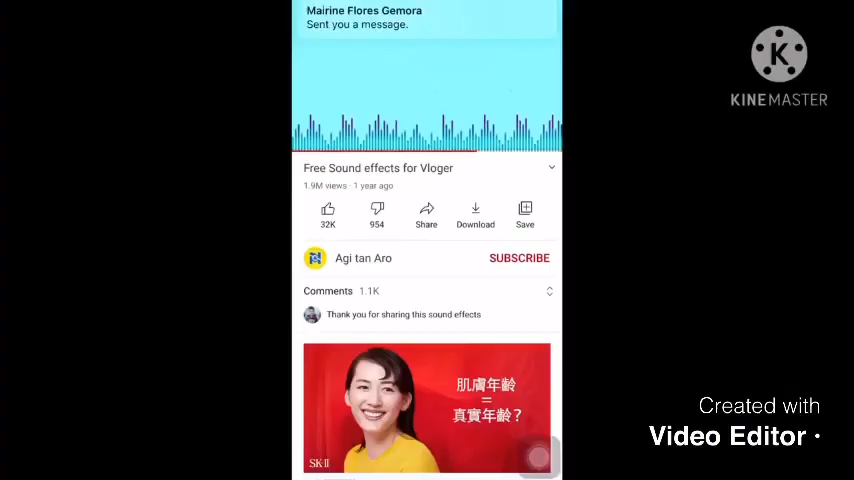 Mairine Flores Gemora
Sent you a message.
K
KINEMASTER
Free Sound effects for Vloger
1.9M views · 1 year ago
32K
954
Share
Download
Save
Agi tan Aro
SUBSCRIBE
Comments 1.1K
Thank you for sharing this sound effects
肌膚年齡
=
真實年齡？
SK-II
Created with
Video Editor ·